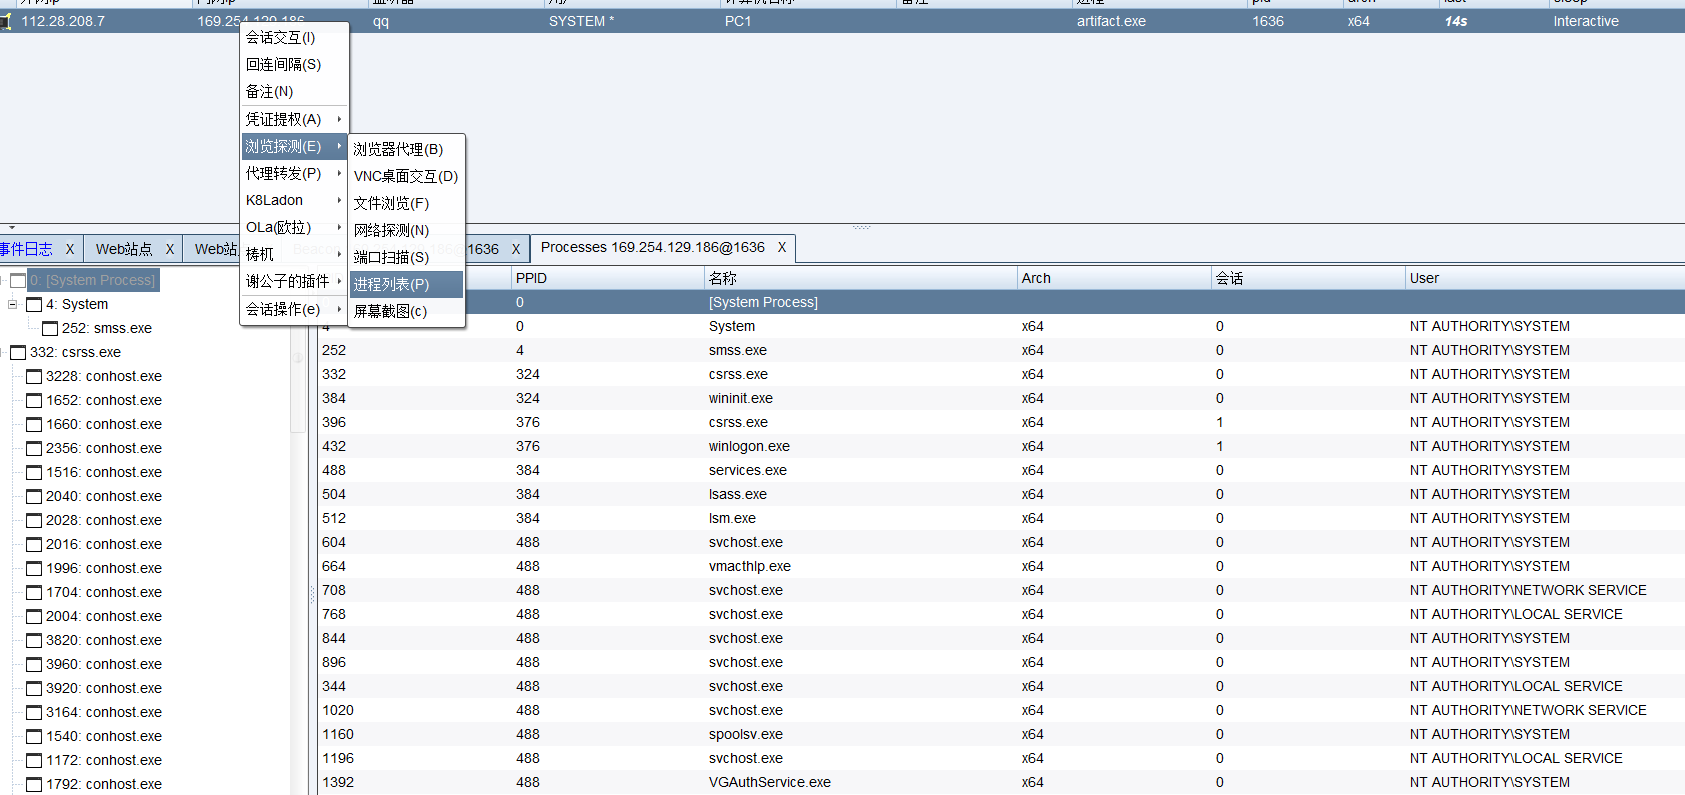 112.28.208.7 169.254.129.186 qq SYSTEM * PC1 artifact.exe 1636 x64 14s Interactive
会话交互(I)
回连间隔(S)
备注(N)
凭证提权(A)
浏览探测(E)
代理转发(P)
K8Ladon
OLa(欧拉)
梼杌
谢公子的插件
会话操作(e)
浏览器代理(B)
VNC桌面交互(D)
文件浏览(F)
网络探测(N)
端口扫描(S)
进程列表(P)
屏幕截图(c)
事件日志 X Web站点 X Web站 @1636 X Processes 169.254.129.186@1636 X
0: [System Process]
4: System
252: smss.exe
332: csrss.exe
3228: conhost.exe
1652: conhost.exe
1660: conhost.exe
2356: conhost.exe
1516: conhost.exe
2040: conhost.exe
2028: conhost.exe
2016: conhost.exe
1996: conhost.exe
1704: conhost.exe
2004: conhost.exe
3820: conhost.exe
3960: conhost.exe
3920: conhost.exe
3164: conhost.exe
1540: conhost.exe
1172: conhost.exe
1792: conhost.exe
PPID 名称 Arch 会话 User
0 [System Process]
4 0 System x64 0 NT AUTHORITY\SYSTEM
252 4 smss.exe x64 0 NT AUTHORITY\SYSTEM
332 324 csrss.exe x64 0 NT AUTHORITY\SYSTEM
384 324 wininit.exe x64 0 NT AUTHORITY\SYSTEM
396 376 csrss.exe x64 1 NT AUTHORITY\SYSTEM
432 376 winlogon.exe x64 1 NT AUTHORITY\SYSTEM
488 384 services.exe x64 0 NT AUTHORITY\SYSTEM
504 384 lsass.exe x64 0 NT AUTHORITY\SYSTEM
512 384 lsm.exe x64 0 NT AUTHORITY\SYSTEM
604 488 svchost.exe x64 0 NT AUTHORITY\SYSTEM
664 488 vmacthlp.exe x64 0 NT AUTHORITY\SYSTEM
708 488 svchost.exe x64 0 NT AUTHORITY\NETWORK SERVICE
768 488 svchost.exe x64 0 NT AUTHORITY\LOCAL SERVICE
844 488 svchost.exe x64 0 NT AUTHORITY\SYSTEM
896 488 svchost.exe x64 0 NT AUTHORITY\SYSTEM
344 488 svchost.exe x64 0 NT AUTHORITY\LOCAL SERVICE
1020 488 svchost.exe x64 0 NT AUTHORITY\NETWORK SERVICE
1160 488 spoolsv.exe x64 0 NT AUTHORITY\SYSTEM
1196 488 svchost.exe x64 0 NT AUTHORITY\LOCAL SERVICE
1392 488 VGAuthService.exe x64 0 NT AUTHORITY\SYSTEM